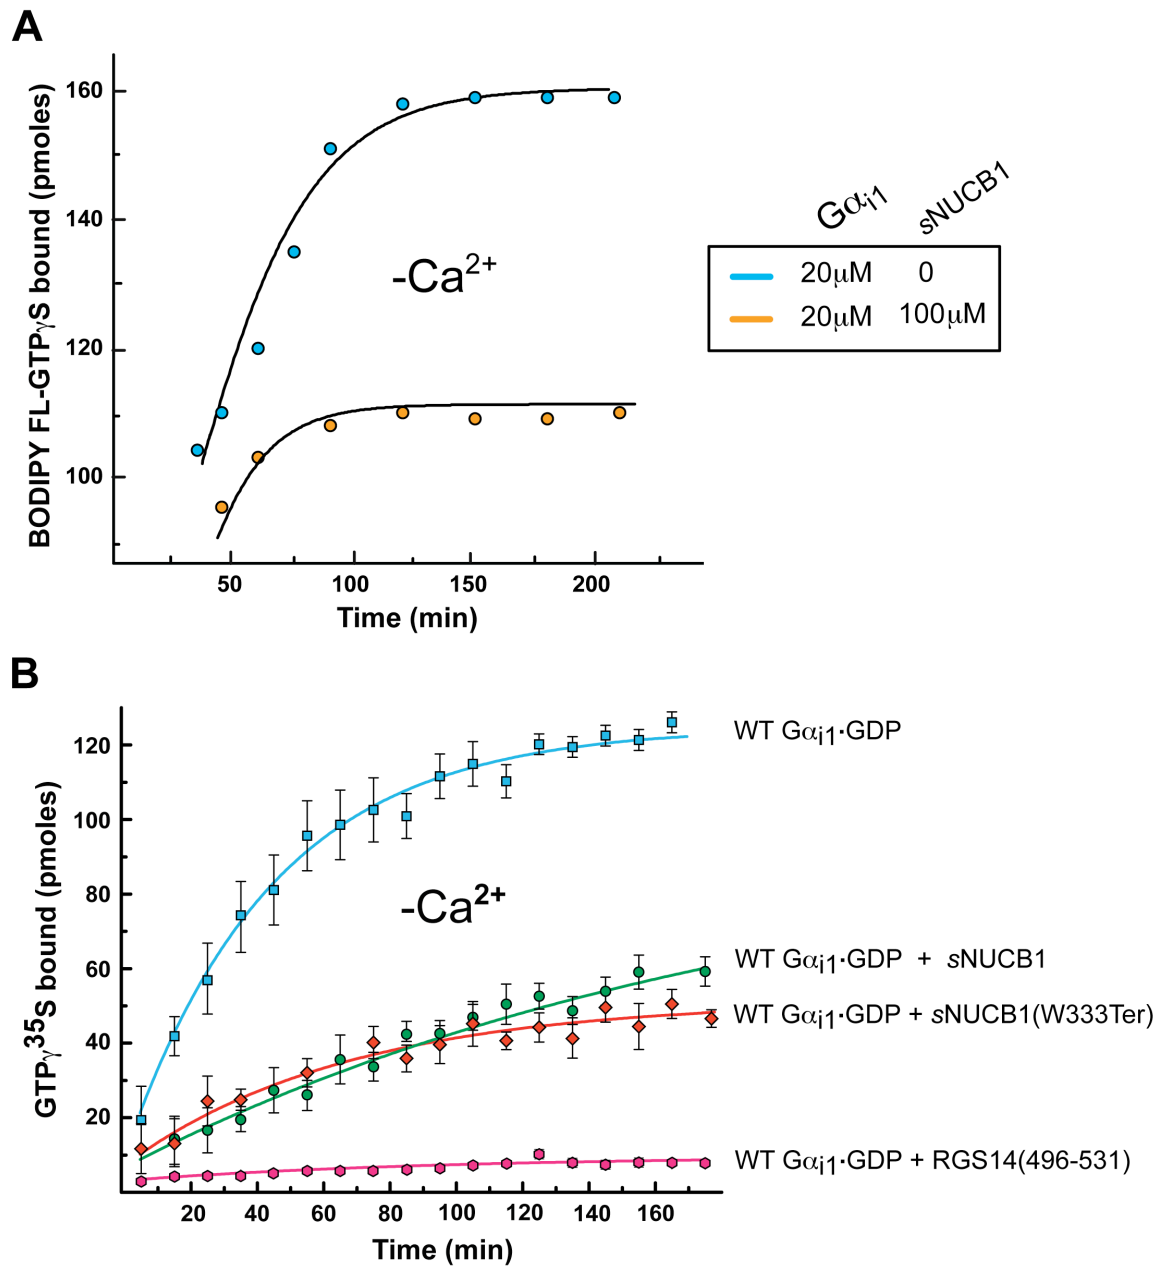 A
BODIPY FL-GTPγS bound (pmoles)
160
140
120
100
-Ca2+
50 100 150 200
Time (min)
Gαi1 sNUCB1
20μM 0
20μM 100μM
B
GTPγ35S bound (pmoles)
120
100
80
60
40
20
-Ca2+
20 40 60 80 100 120 140 160
Time (min)
WT Gαi1·GDP
WT Gαi1·GDP + sNUCB1
WT Gαi1·GDP + sNUCB1(W333Ter)
WT Gαi1·GDP + RGS14(496-531)